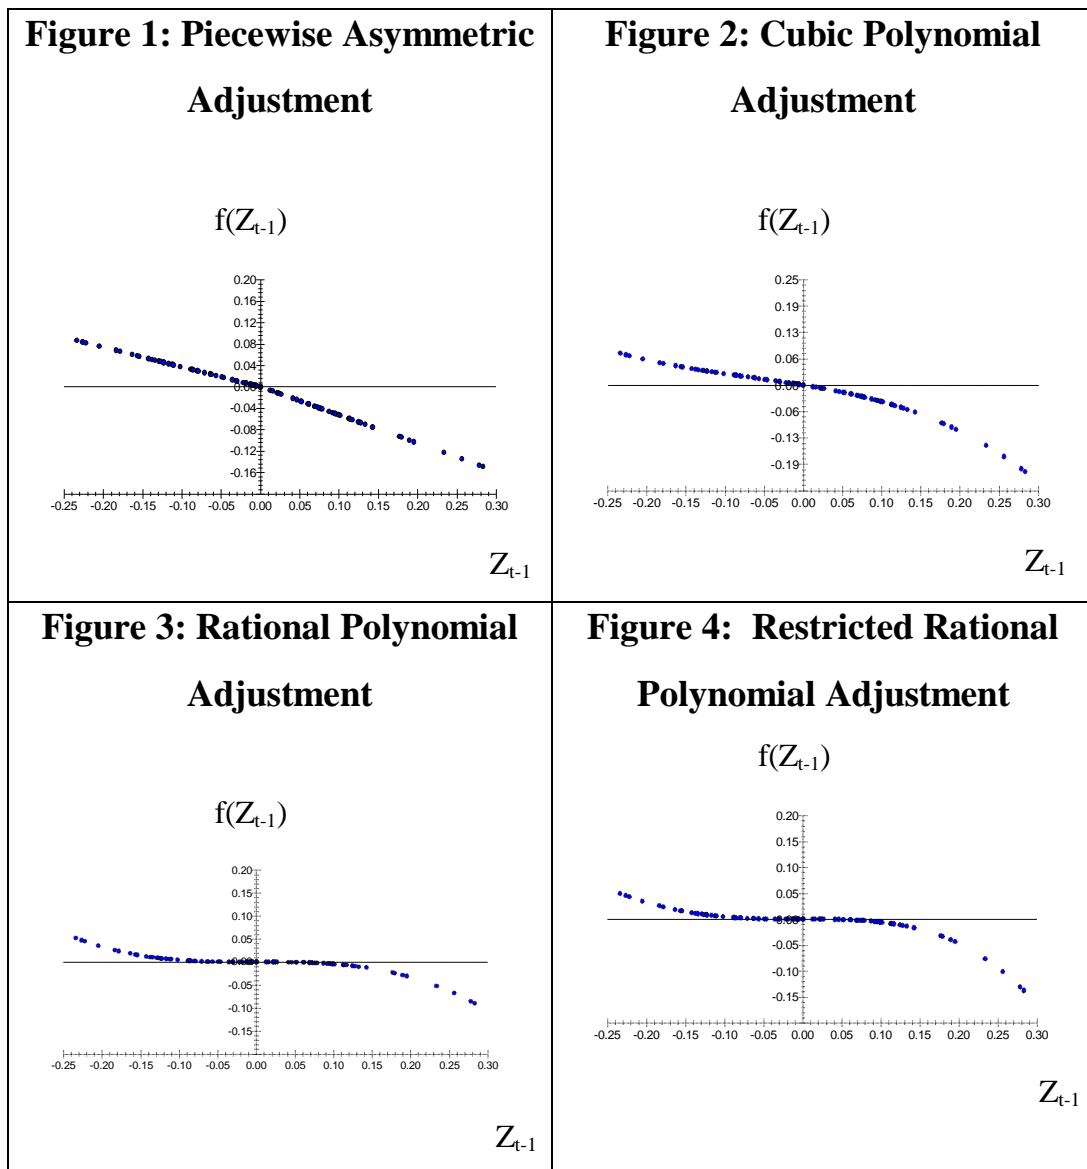 Figure 1: Piecewise Asymmetric
Adjustment
f(Zt-1)
0.20
0.16
0.12
0.08
0.04
0.00
-0.04
-0.08
-0.12
-0.16
-0.25 -0.20 -0.15 -0.10 -0.05 0.00 0.05 0.10 0.15 0.20 0.25 0.30
Zt-1
Figure 2: Cubic Polynomial
Adjustment
f(Zt-1)
0.25
0.19
0.13
0.06
0.00
-0.06
-0.13
-0.19
-0.25 -0.20 -0.15 -0.10 -0.05 0.00 0.05 0.10 0.15 0.20 0.25 0.30
Zt-1
Figure 3: Rational Polynomial
Adjustment
f(Zt-1)
0.20
0.15
0.10
0.05
0.00
-0.05
-0.10
-0.15
-0.25 -0.20 -0.15 -0.10 -0.05 0.00 0.05 0.10 0.15 0.20 0.25 0.30
Zt-1
Figure 4: Restricted Rational
Polynomial Adjustment
f(Zt-1)
0.20
0.15
0.10
0.05
0.00
-0.05
-0.10
-0.15
-0.25 -0.20 -0.15 -0.10 -0.05 0.00 0.05 0.10 0.15 0.20 0.25 0.30
Zt-1